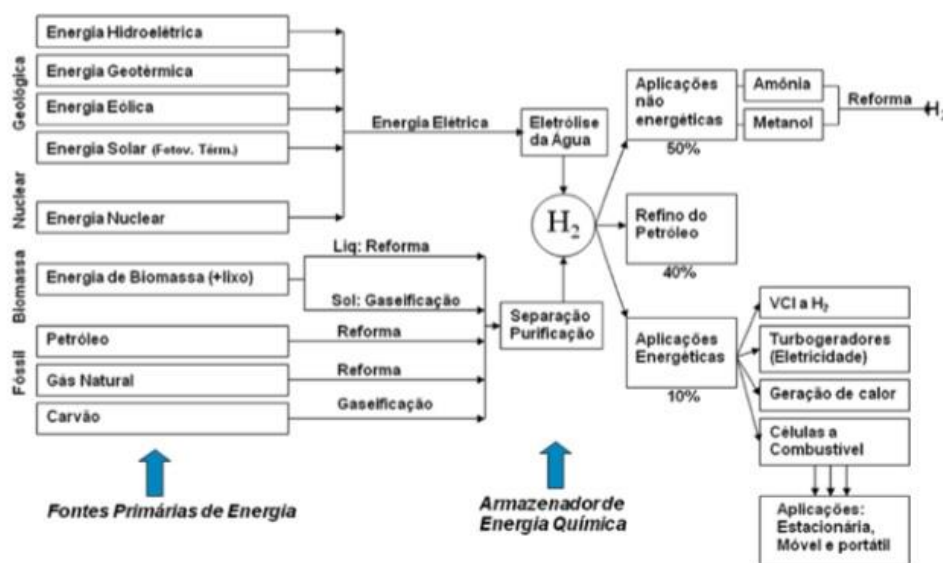 Geológica
Energia Hidroelétrica
Energia Geotérmica
Energia Eólica
Energia Solar (Fotov. Térm.)
Nuclear
Energia Nuclear
Biomassa
Energia de Biomassa (+lixo)
Fóssil
Petróleo
Gás Natural
Carvão
Fontes Primárias de Energia
Energia Elétrica
Liq: Reforma
Sol: Gaseificação
Reforma
Reforma
Gaseificação
Eletrólise
da Água
H2
Separação
Purificação
Armazenador de
Energia Química
Aplicações
não
energéticas
50%
Amônia
Metanol
Reforma
H2
Refino do
Petróleo
40%
Aplicações
Energéticas
10%
VCI a H2
Turbogeradores
(Eletricidade)
Geração de calor
Células a
Combustível
Aplicações:
Estacionária,
Móvel e portátil